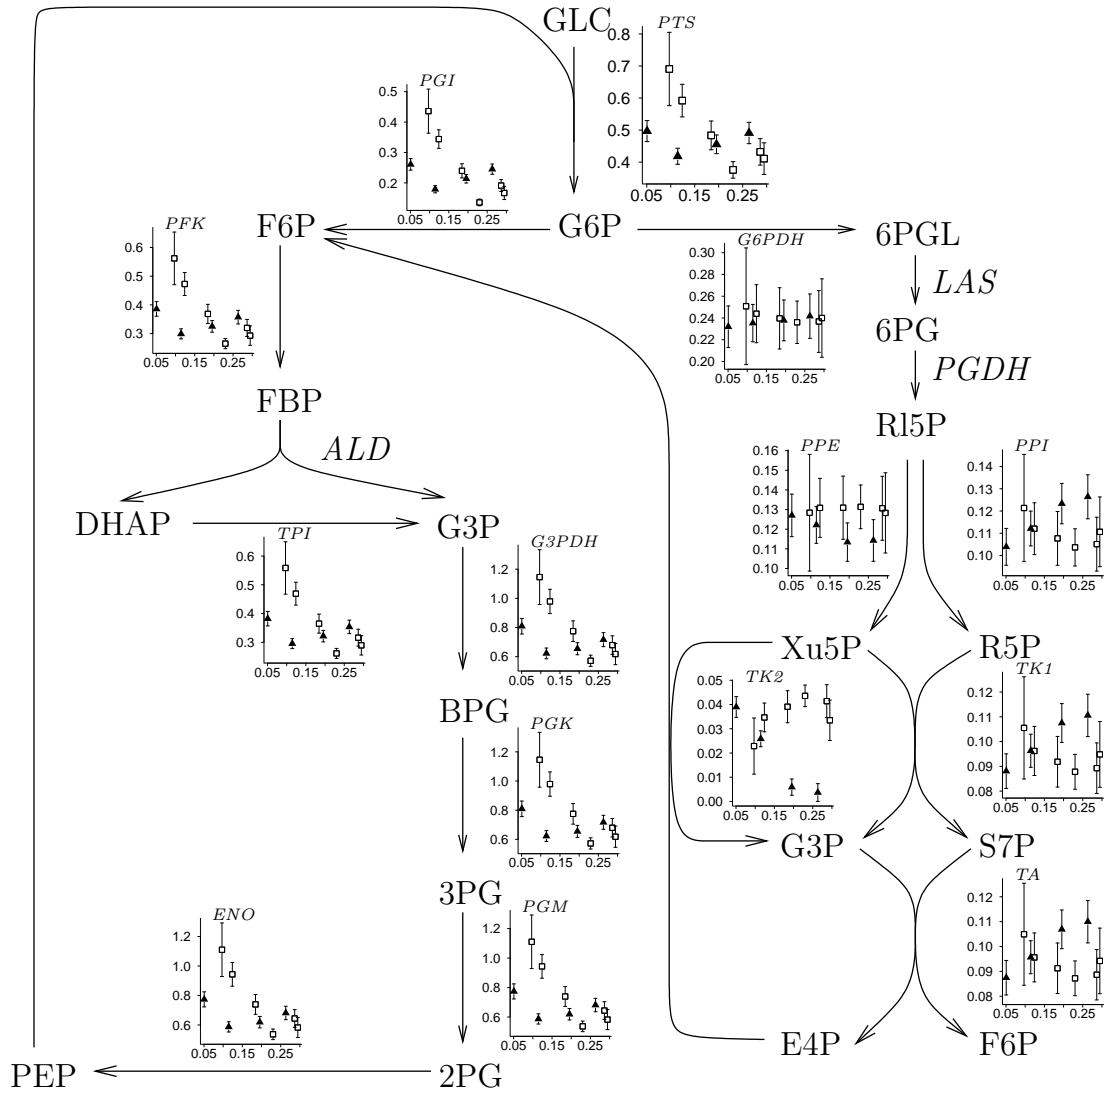 GLC
PTS
0.8
0.7
0.6
0.5
0.4
0.05 0.15 0.25
PGI
0.5
0.4
0.3
0.2
0.05 0.15 0.25
F6P
G6P
6PGL
PFK
0.6
0.5
0.4
0.3
0.05 0.15 0.25
G6PDH
0.30
0.28
0.26
0.24
0.22
0.20
0.05 0.15 0.25
LAS
6PG
PGDH
FBP
Rl5P
ALD
PPE
0.16
0.15
0.14
0.13
0.12
0.11
0.10
0.05 0.15 0.25
PPI
0.14
0.13
0.12
0.11
0.10
0.05 0.15 0.25
DHAP
G3P
TPI
0.6
0.5
0.4
0.3
0.05 0.15 0.25
G3PDH
1.2
1.0
0.8
0.6
0.05 0.15 0.25
Xu5P
R5P
TK2
0.05
0.04
0.03
0.02
0.01
0.00
0.05 0.15 0.25
TK1
0.12
0.11
0.10
0.09
0.08
0.05 0.15 0.25
BPG
PGK
1.2
1.0
0.8
0.6
0.05 0.15 0.25
G3P
S7P
3PG
TA
0.12
0.11
0.10
0.09
0.08
0.05 0.15 0.25
ENO
1.2
1.0
0.8
0.6
0.05 0.15 0.25
PGM
1.2
1.0
0.8
0.6
0.05 0.15 0.25
E4P
F6P
PEP
2PG